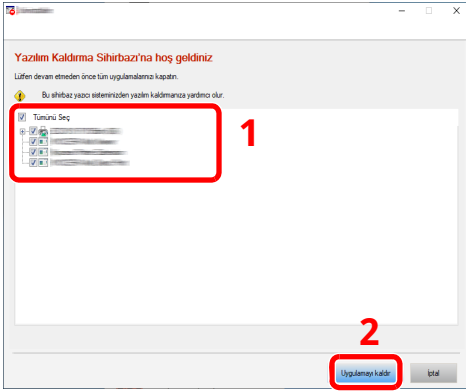 Yazılım Kaldırma Sihirbazı'na hoş geldiniz
Lütfen devam etmeden önce tüm uygulamalarınızı kapatın.
Bu sihirbaz yazıcı sisteminizden yazılım kaldırmanıza yardımcı olur.
Tümünü Seç
1
2
Uygulamayı kaldır
İptal